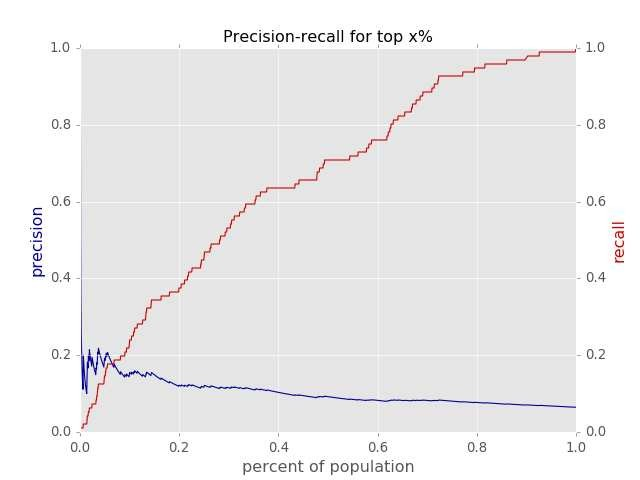 Precision-recall for top x%
1.0
1.0
0.8
0.8
0.6
0.6
precision
recall
0.4
0.4
0.2
0.2
0.0
0.0
0.0 0.2 0.4 0.6 0.8 1.0
percent of population